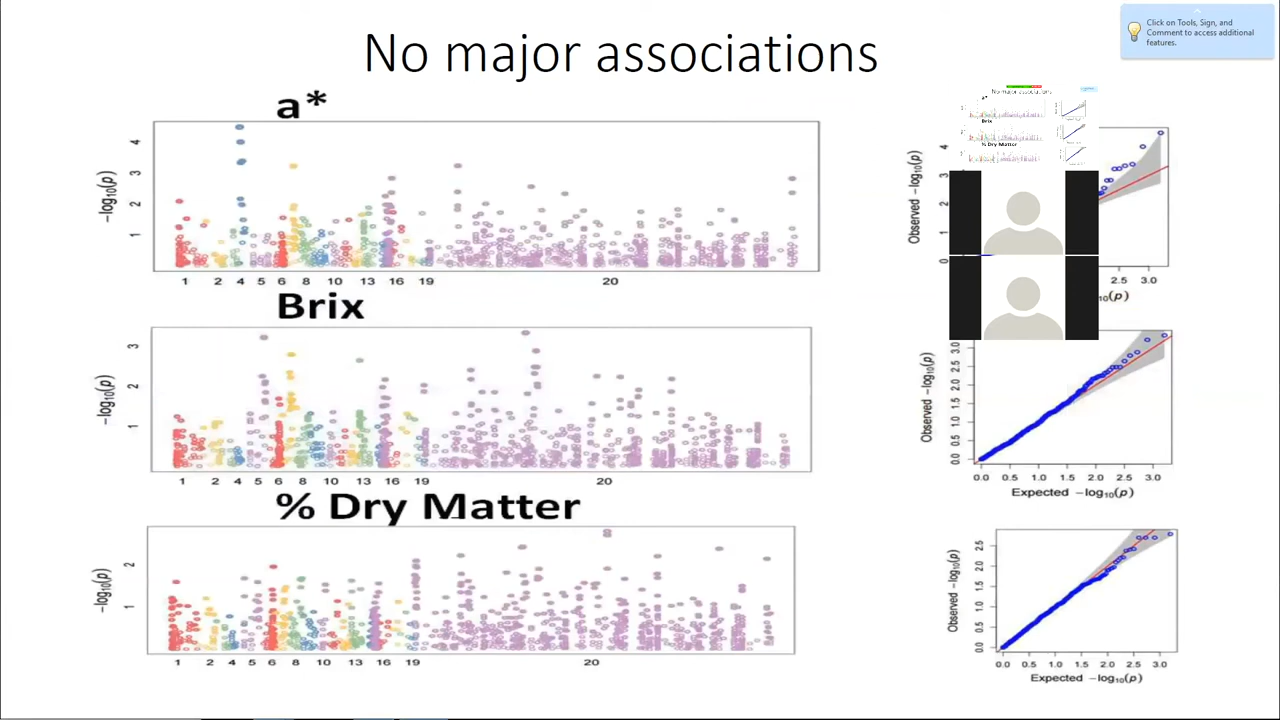 No major associations
Click on Tools, Sign, and
Comment to access additional
features.
a*
−log10(p)
4
3
2
1
1 2 4 5 6 8 10 13 16 19 20
Observed −log10(p)
4
3
2
1
0
2.5 3.0
10(p)
No major associations
a*
Brix
% Dry Matter
Brix
−log10(p)
3
2
1
1 2 4 5 6 8 10 13 16 19 20
Observed −log10(p)
3.0
2.5
2.0
1.5
1.0
0.5
0.0
0.0 0.5 1.0 1.5 2.0 2.5 3.0
Expected −log10(p)
% Dry Matter
−log10(p)
2
1
1 2 4 6 8 10 13 16 19 20
Observed −log10(p)
2.5
2.0
1.5
1.0
0.5
0.0
0.0 0.5 1.0 1.5 2.0 2.5 3.0
Expected −log10(p)